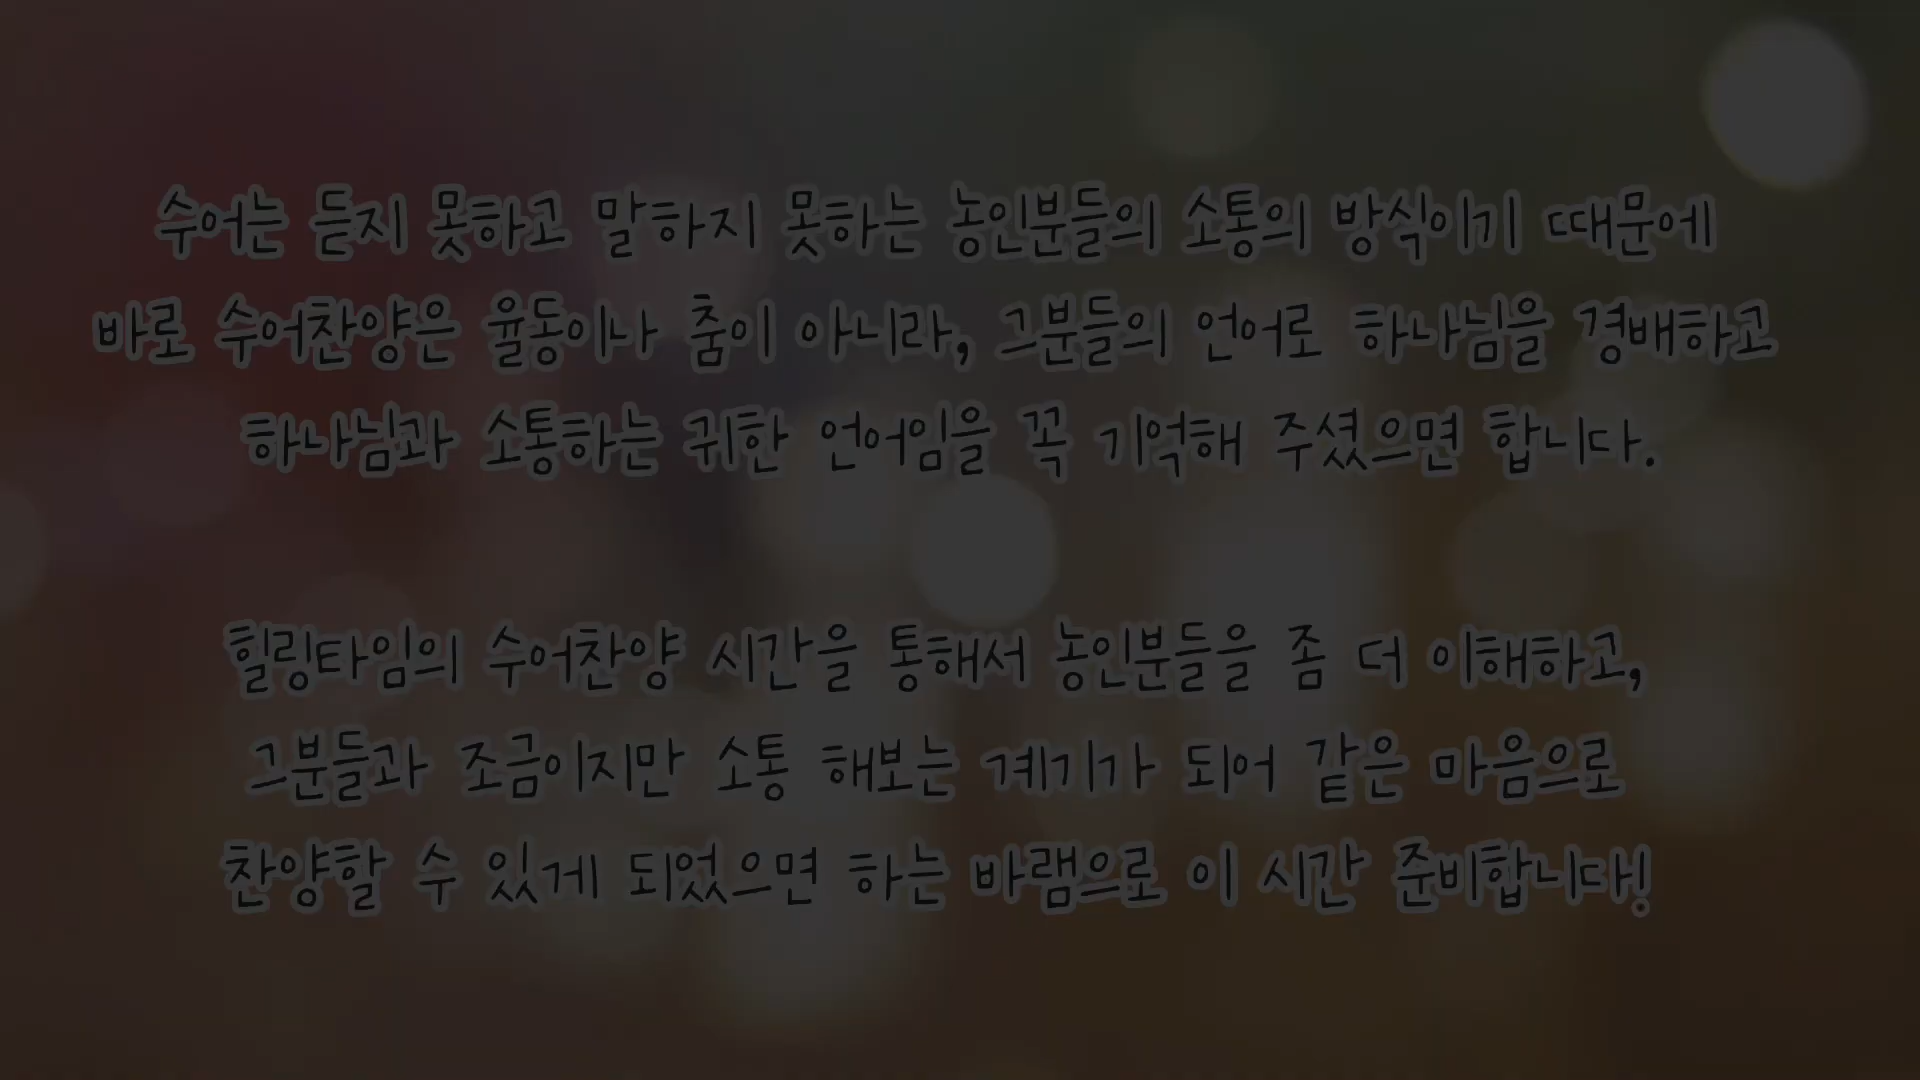 수어는 듣지 못하고 말하지 못하는 농인분들의 소통의 방식이기 때문에
바로 수어찬양은 율동이나 춤이 아니라, 그분들의 언어로 하나님을 경배하고
하나님과 소통하는 귀한 언어임을 꼭 기억해 주셨으면 합니다.
힐링타임의 수어찬양 시간을 통해서 농인분들을 좀 더 이해하고,
그분들과 조금이지만 소통 해보는 계기가 되어 같은 마음으로
찬양할 수 있게 되었으면 하는 바램으로 이 시간 준비합니다!